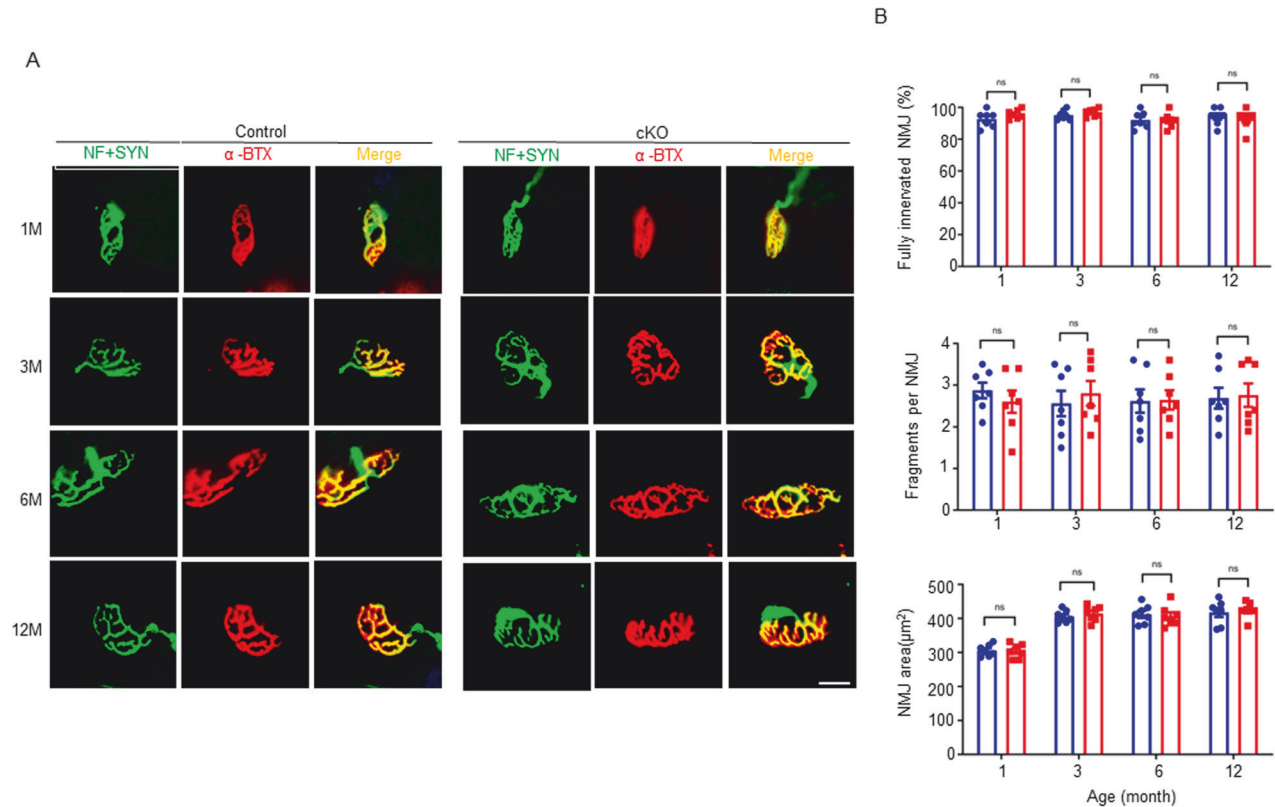 A
Control
cKO
NF+SYN
α -BTX
Merge
NF+SYN
α -BTX
Merge
1M
3M
6M
12M
B
Fully innervated NMJ (%)
100
80
60
40
20
0
ns
ns
ns
ns
1
3
6
12
Fragments per NMJ
4
3
2
1
0
ns
ns
ns
ns
1
3
6
12
NMJ area(µm²)
500
400
300
200
100
0
ns
ns
ns
ns
1
3
6
12
Age (month)